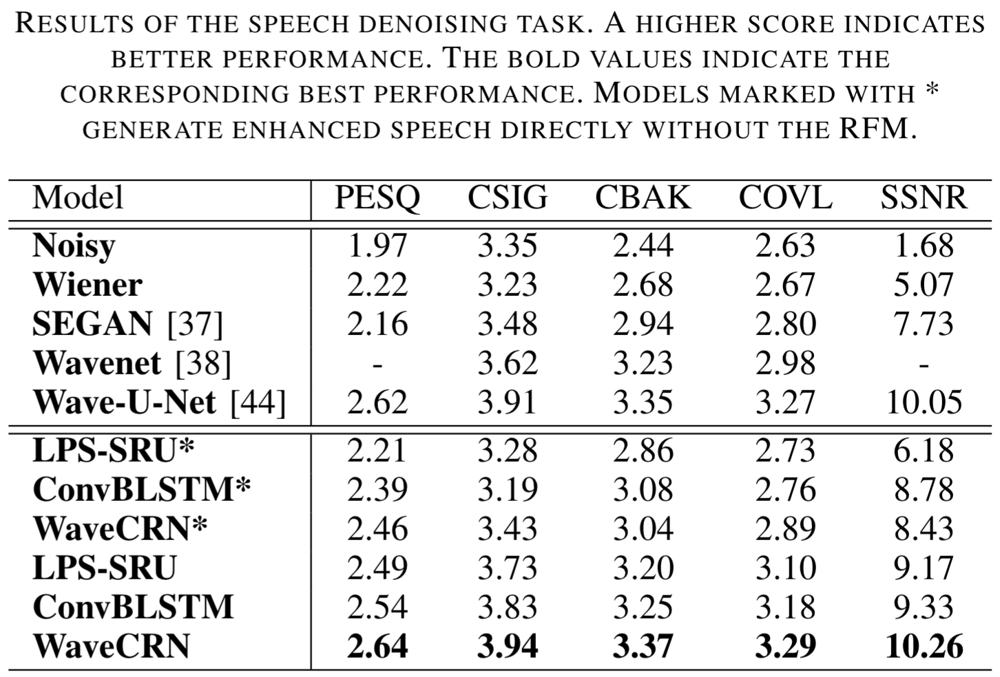 RESULTS OF THE SPEECH DENOISING TASK. A HIGHER SCORE INDICATES
BETTER PERFORMANCE. THE BOLD VALUES INDICATE THE
CORRESPONDING BEST PERFORMANCE. MODELS MARKED WITH *
GENERATE ENHANCED SPEECH DIRECTLY WITHOUT THE RFM.
Model PESQ CSIG CBAK COVL SSNR
Noisy 1.97 3.35 2.44 2.63 1.68
Wiener 2.22 3.23 2.68 2.67 5.07
SEGAN [37] 2.16 3.48 2.94 2.80 7.73
Wavenet [38] - 3.62 3.23 2.98 -
Wave-U-Net [44] 2.62 3.91 3.35 3.27 10.05
LPS-SRU* 2.21 3.28 2.86 2.73 6.18
ConvBLSTM* 2.39 3.19 3.08 2.76 8.78
WaveCRN* 2.46 3.43 3.04 2.89 8.43
LPS-SRU 2.49 3.73 3.20 3.10 9.17
ConvBLSTM 2.54 3.83 3.25 3.18 9.33
WaveCRN 2.64 3.94 3.37 3.29 10.26